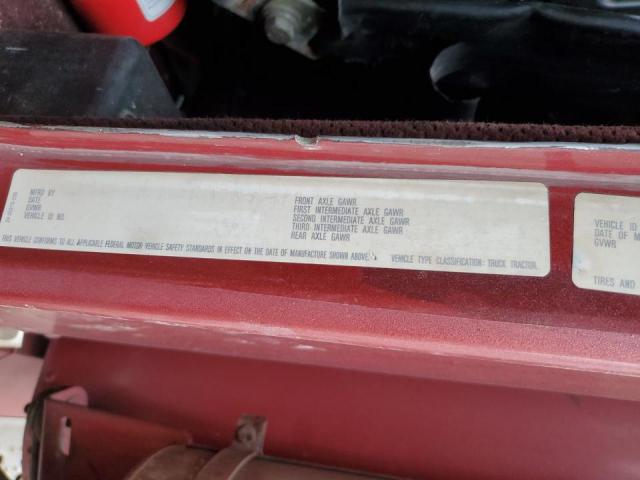 MFRD BY
DATE
GVWR
VEHICLE ID NO.
FRONT AXLE GAWR
FIRST INTERMEDIATE AXLE GAWR
SECOND INTERMEDIATE AXLE GAWR
THIRD INTERMEDIATE AXLE GAWR
REAR AXLE GAWR
THIS VEHICLE CONFORMS TO ALL APPLICABLE FEDERAL MOTOR VEHICLE SAFETY STANDARDS IN EFFECT ON THE DATE OF MANUFACTURE SHOWN ABOVE. VEHICLE TYPE CLASSIFICATION: TRUCK TRACTOR.
VEHICLE ID
DATE OF M
GVWR
TIRES AND